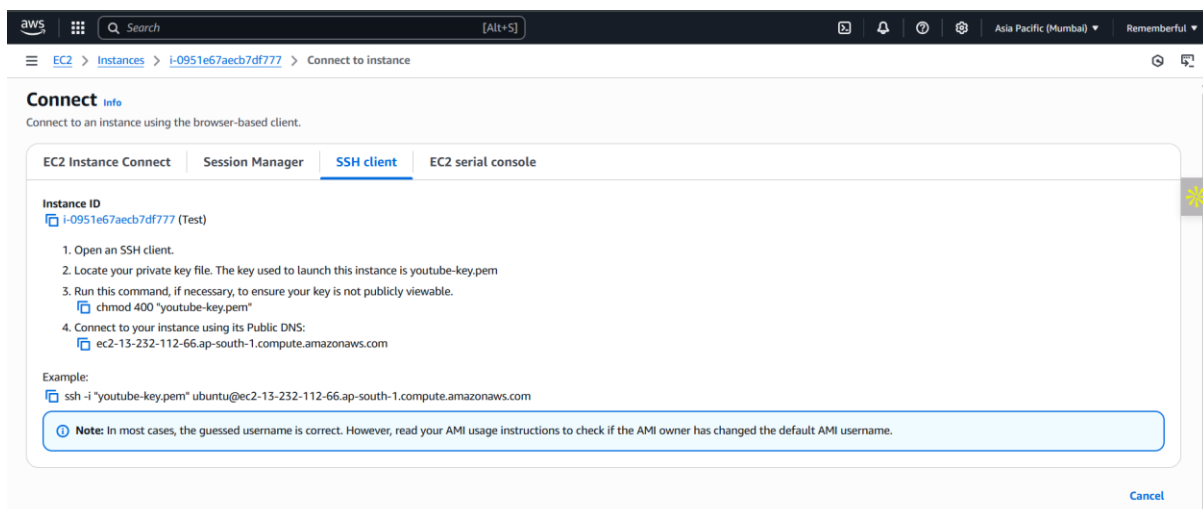 aws
Search [Alt+S]
Asia Pacific (Mumbai)
Rememberful
EC2 > Instances > i-0951e67aecb7df777 > Connect to instance
Connect Info
Connect to an instance using the browser-based client.
EC2 Instance Connect
Session Manager
SSH client
EC2 serial console
Instance ID
i-0951e67aecb7df777 (Test)
1. Open an SSH client.
2. Locate your private key file. The key used to launch this instance is youtube-key.pem
3. Run this command, if necessary, to ensure your key is not publicly viewable.
chmod 400 "youtube-key.pem"
4. Connect to your instance using its Public DNS:
ec2-13-232-112-66.ap-south-1.compute.amazonaws.com
Example:
ssh -i "youtube-key.pem" ubuntu@ec2-13-232-112-66.ap-south-1.compute.amazonaws.com
Note: In most cases, the guessed username is correct. However, read your AMI usage instructions to check if the AMI owner has changed the default AMI username.
Cancel